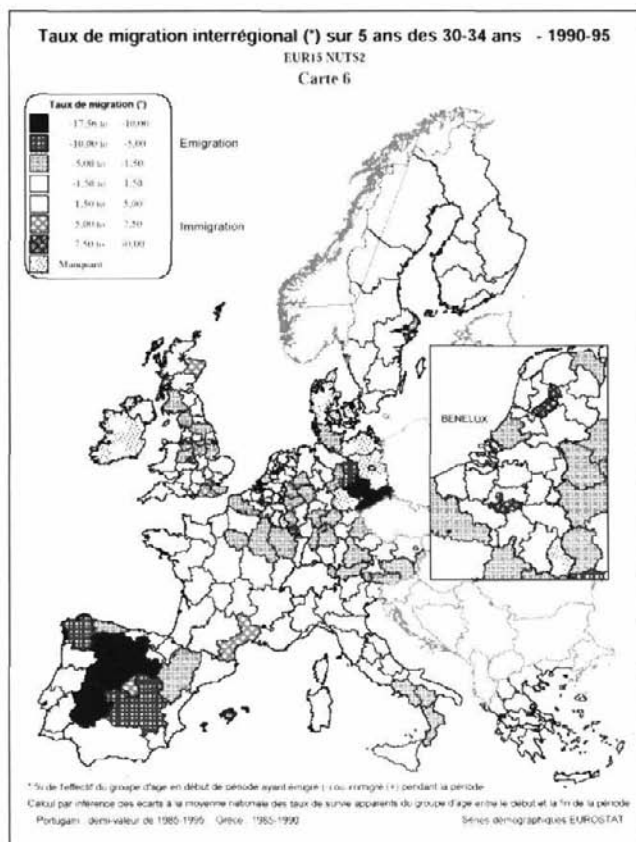 Taux de migration interrégional (*) sur 5 ans des 30-34 ans - 1990-95
EUR15 NUTS2
Carte 6
Taux de migration (*)
-17,56 to -10,00
-10,00 to -5,00
-5,00 to -1,50
-1,50 to 1,50
1,50 to 5,00
5,00 to 7,50
7,50 to
Manquant
Emigration
Immigration
BENELUX
* % de l'effectif du groupe d'age en début de période ayant émigré (-) ou immigré (+) pendant la période
Calcul par inférence des écarts à la moyenne nationale des taux de survie apparents du groupe d'age entre le début et la fin de la période
Portugam : demi-valeur de 1985-1995 Grèce : 1985-1990 Séries démographiques EUROSTAT